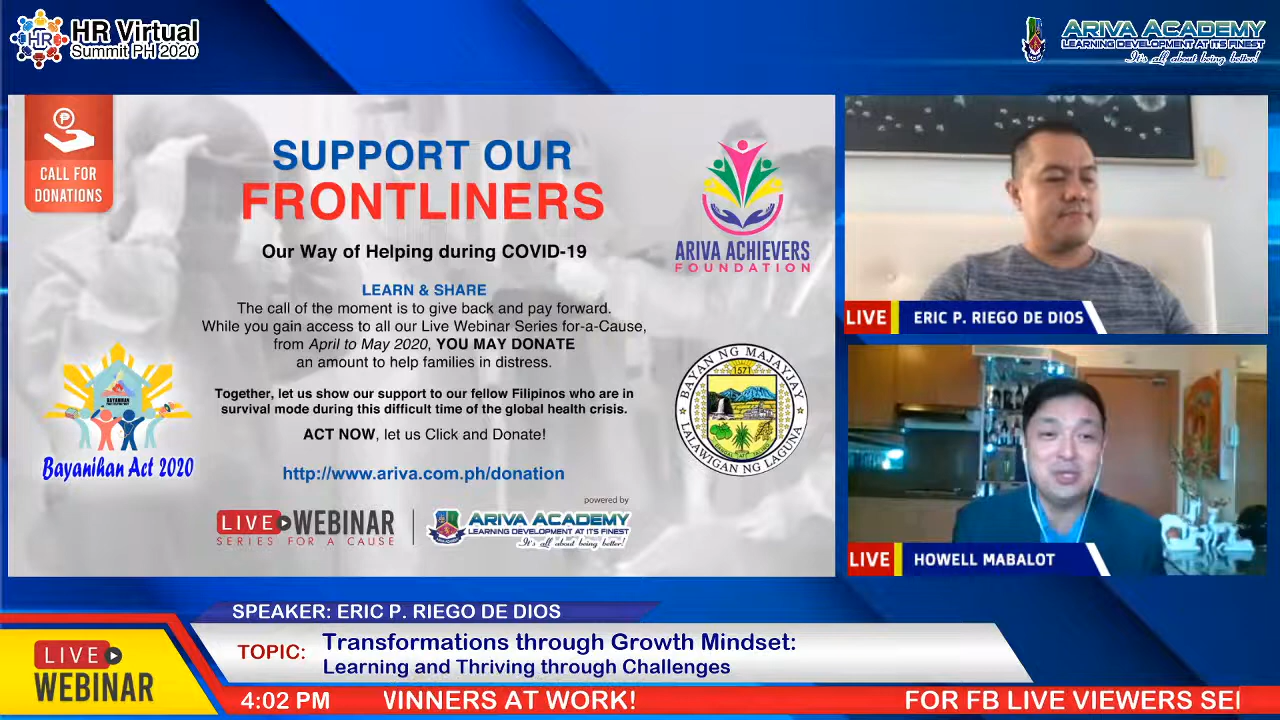 HR
HR Virtual
Summit PH 2020
ARIVA ACADEMY
LEARNING DEVELOPMENT AT ITS FINEST
It's all about being better!
CALL FOR
DONATIONS
SUPPORT OUR
FRONTLINERS
Our Way of Helping during COVID-19
LEARN & SHARE
The call of the moment is to give back and pay forward.
While you gain access to all our Live Webinar Series for-a-Cause,
from April to May 2020, YOU MAY DONATE
an amount to help families in distress.
Together, let us show our support to our fellow Filipinos who are in
survival mode during this difficult time of the global health crisis.
ACT NOW, let us Click and Donate!
http://www.ariva.com.ph/donation
ARIVA ACHIEVERS
FOUNDATION
BAYAN NG MAJAYJAY
1571
LALAWIGAN NG LAGUNA
BAYANIHAN
Bayanihan Act 2020
LIVE WEBINAR
SERIES FOR A CAUSE
powered by
ARIVA ACADEMY
LEARNING DEVELOPMENT AT ITS FINEST
It's all about being better!
LIVE ERIC P. RIEGO DE DIOS
LIVE HOWELL MABALOT
SPEAKER: ERIC P. RIEGO DE DIOS
TOPIC: Transformations through Growth Mindset:
Learning and Thriving through Challenges
LIVE
WEBINAR
4:02 PM VINNERS AT WORK! FOR FB LIVE VIEWERS SEI